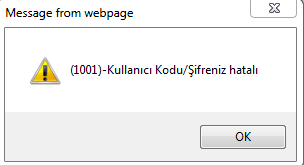 Message from webpage
(1001)-Kullanıcı Kodu/Şifreniz hatalı
OK